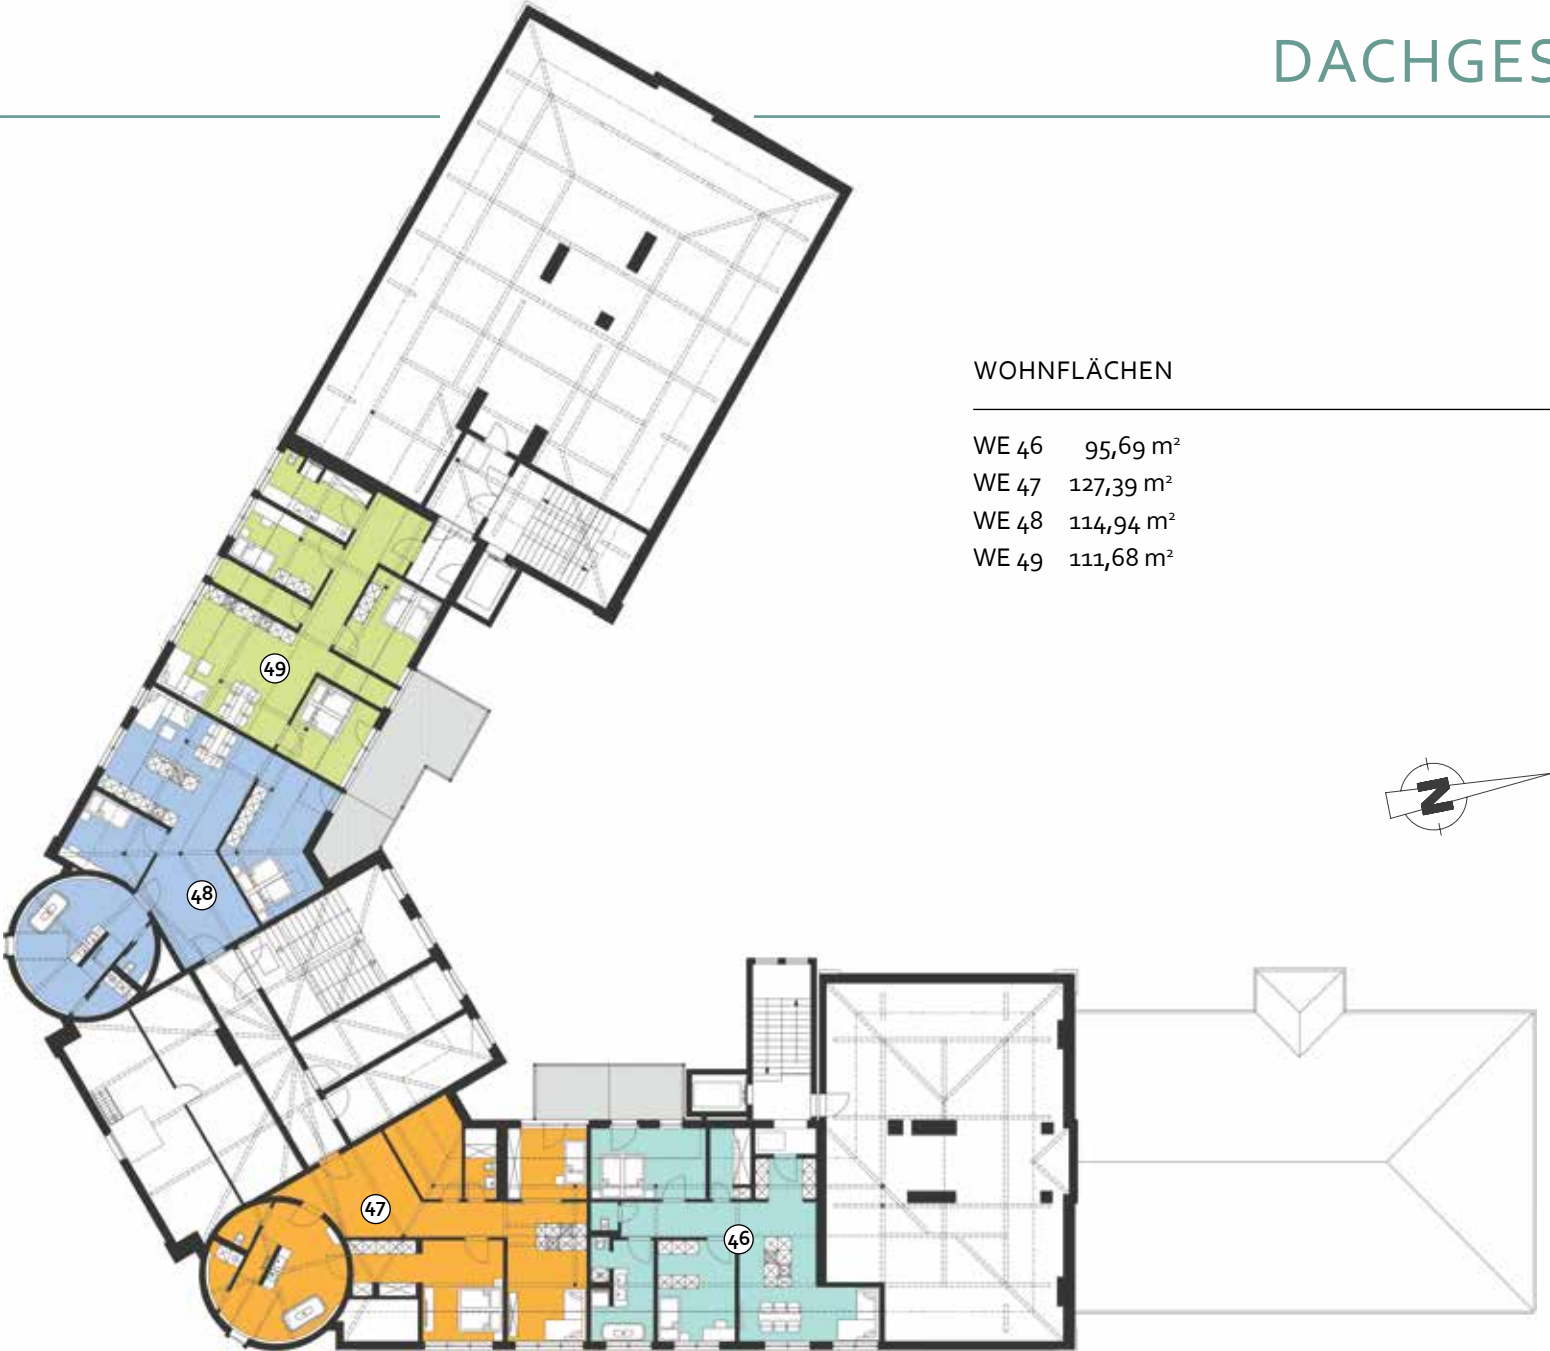 DACHGES
WOHNFLÄCHEN
WE 46 95,69 m²
WE 47 127,39 m²
WE 48 114,94 m²
WE 49 111,68 m²
49
48
47
46
N